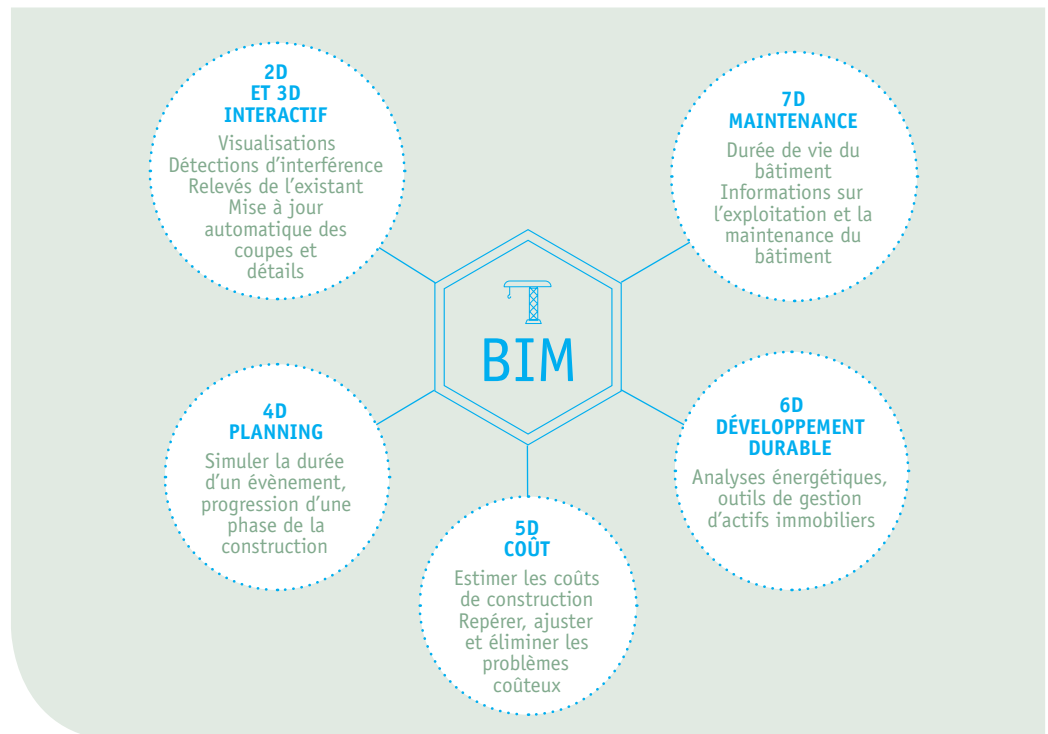 2D
ET 3D
INTERACTIF
Visualisations
Détections d'interférence
Relevés de l'existant
Mise à jour
automatique des
coupes et
détails
7D
MAINTENANCE
Durée de vie du
bâtiment
Informations sur
l'exploitation et la
maintenance du
bâtiment
BIM
4D
PLANNING
Simuler la durée
d'un évènement,
progression d'une
phase de la
construction
5D
COÛT
Estimer les coûts
de construction
Repérer, ajuster
et éliminer les
problèmes
coûteux
6D
DÉVELOPPEMENT
DURABLE
Analyses énergétiques,
outils de gestion
d'actifs immobiliers